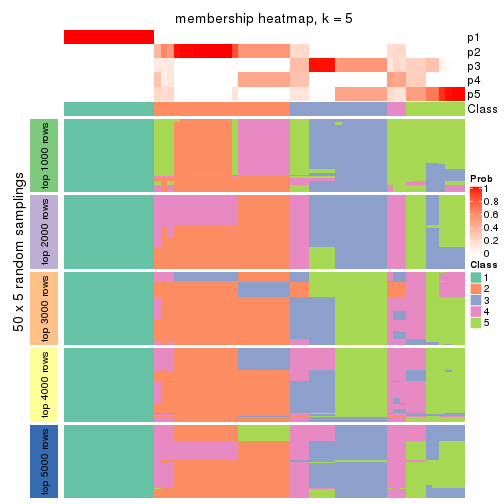 membership heatmap, k = 5
p1
p2
p3
p4
p5
Class
50 x 5 random samplings
top 1000 rows
top 2000 rows
top 3000 rows
top 4000 rows
top 5000 rows
Prob
1
0.8
0.6
0.4
0.2
0
Class
1
2
3
4
5